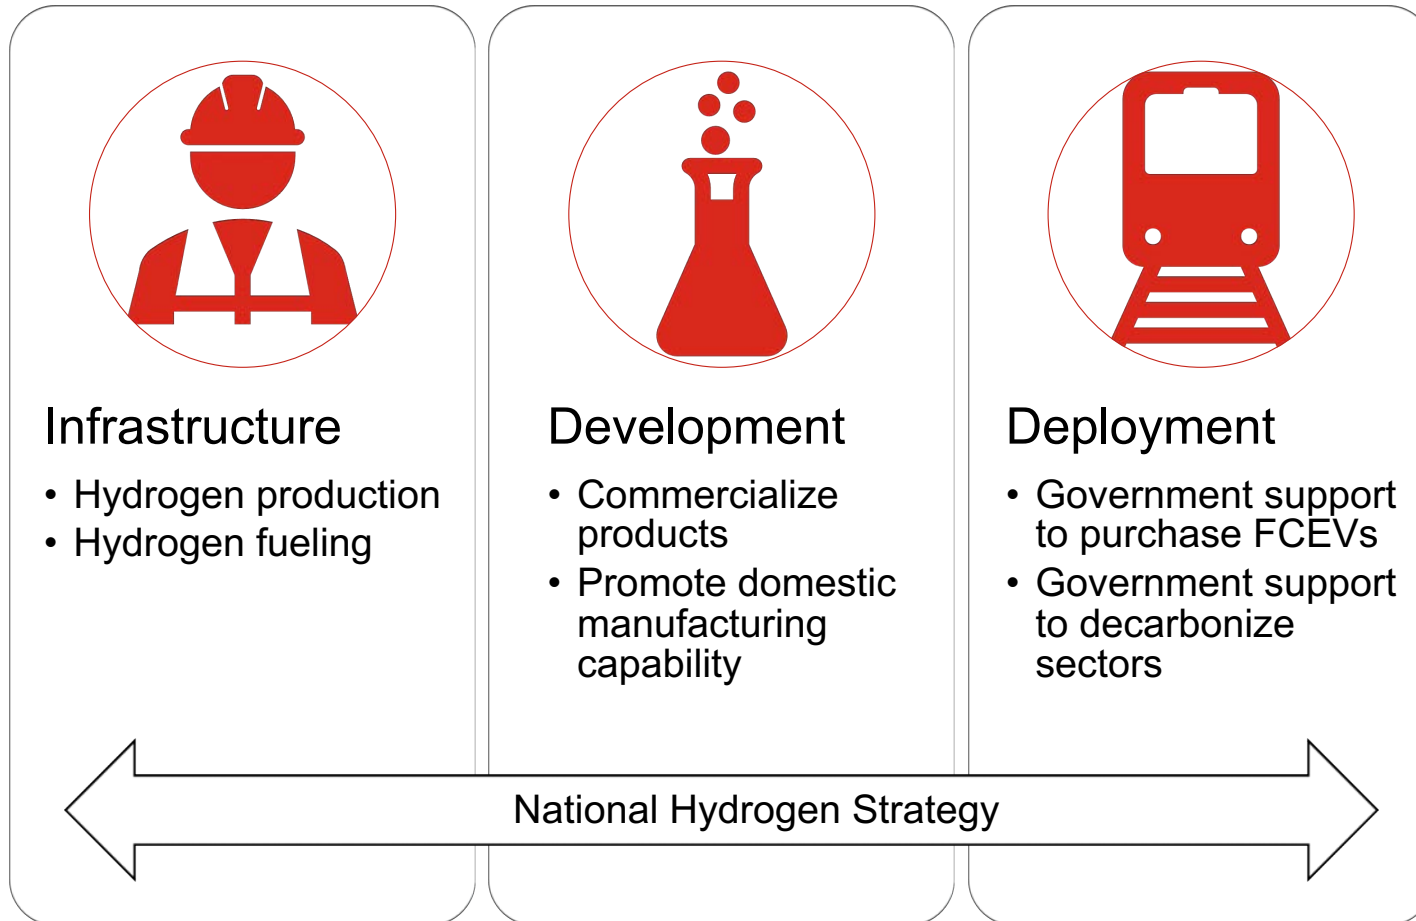 Infrastructure
• Hydrogen production
• Hydrogen fueling
Development
• Commercialize
products
• Promote domestic
manufacturing
capability
Deployment
• Government support
to purchase FCEVs
• Government support
to decarbonize
sectors
National Hydrogen Strategy